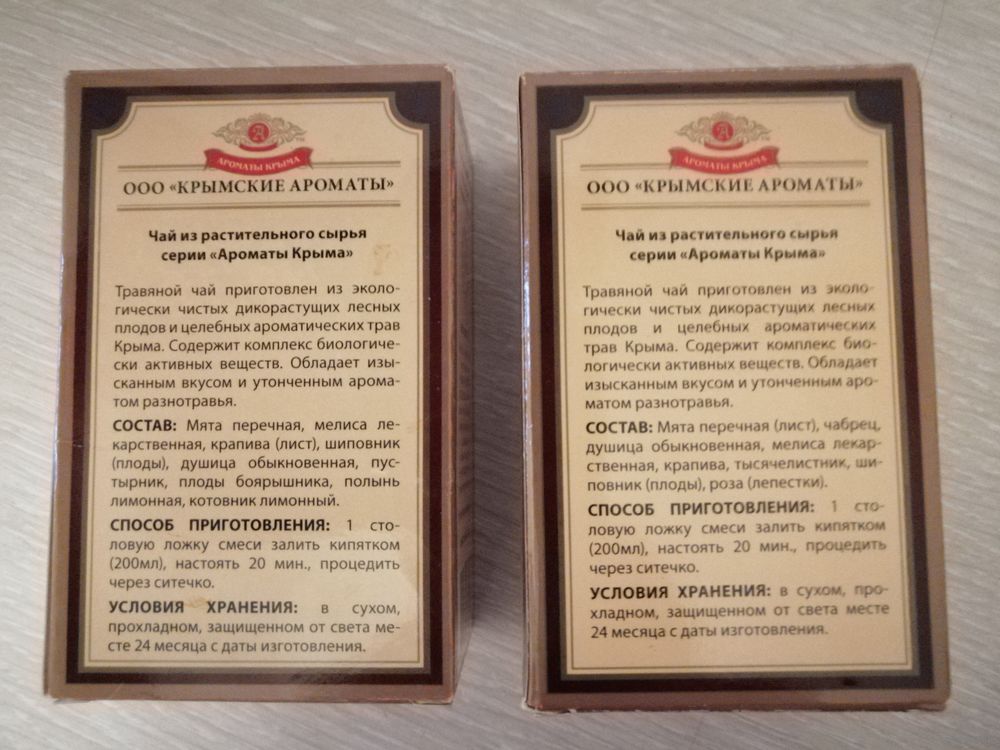 А
АРОМАТЫ КРЫМА
ООО «КРЫМСКИЕ АРОМАТЫ»
Чай из растительного сырья
серии «Ароматы Крыма»
Травяной чай приготовлен из эколо-
гически чистых дикорастущих лесных
плодов и целебных ароматических трав
Крыма. Содержит комплекс биологиче-
ски активных веществ. Обладает изы-
сканным вкусом и утонченным арома-
том разнотравья.
СОСТАВ: Мята перечная, мелиса ле-
карственная, крапива (лист), шиповник
(плоды), душица обыкновенная, пус-
тырник, плоды боярышника, полынь
лимонная, котовник лимонный.
СПОСОБ ПРИГОТОВЛЕНИЯ: 1 сто-
ловую ложку смеси залить кипятком
(200мл), настоять 20 мин., процедить
через ситечко.
УСЛОВИЯ ХРАНЕНИЯ: в сухом,
прохладном, защищенном от света ме-
сте 24 месяца с даты изготовления.
А
АРОМАТЫ КРЫМА
ООО «КРЫМСКИЕ АРОМАТЫ»
Чай из растительного сырья
серии «Ароматы Крыма»
Травяной чай приготовлен из эколо-
гически чистых дикорастущих лесных
плодов и целебных ароматических
трав Крыма. Содержит комплекс био-
логически активных веществ. Обладает
изысканным вкусом и утонченным аро-
матом разнотравья.
СОСТАВ: Мята перечная (лист), чабрец,
душица обыкновенная, мелиса лекар-
ственная, крапива, тысячелистник, ши-
повник (плоды), роза (лепестки).
СПОСОБ ПРИГОТОВЛЕНИЯ: 1 сто-
ловую ложку смеси залить кипятком
(200мл), настоять 20 мин., процедить
через ситечко.
УСЛОВИЯ ХРАНЕНИЯ: в сухом, про-
хладном, защищенном от света месте
24 месяца с даты изготовления.